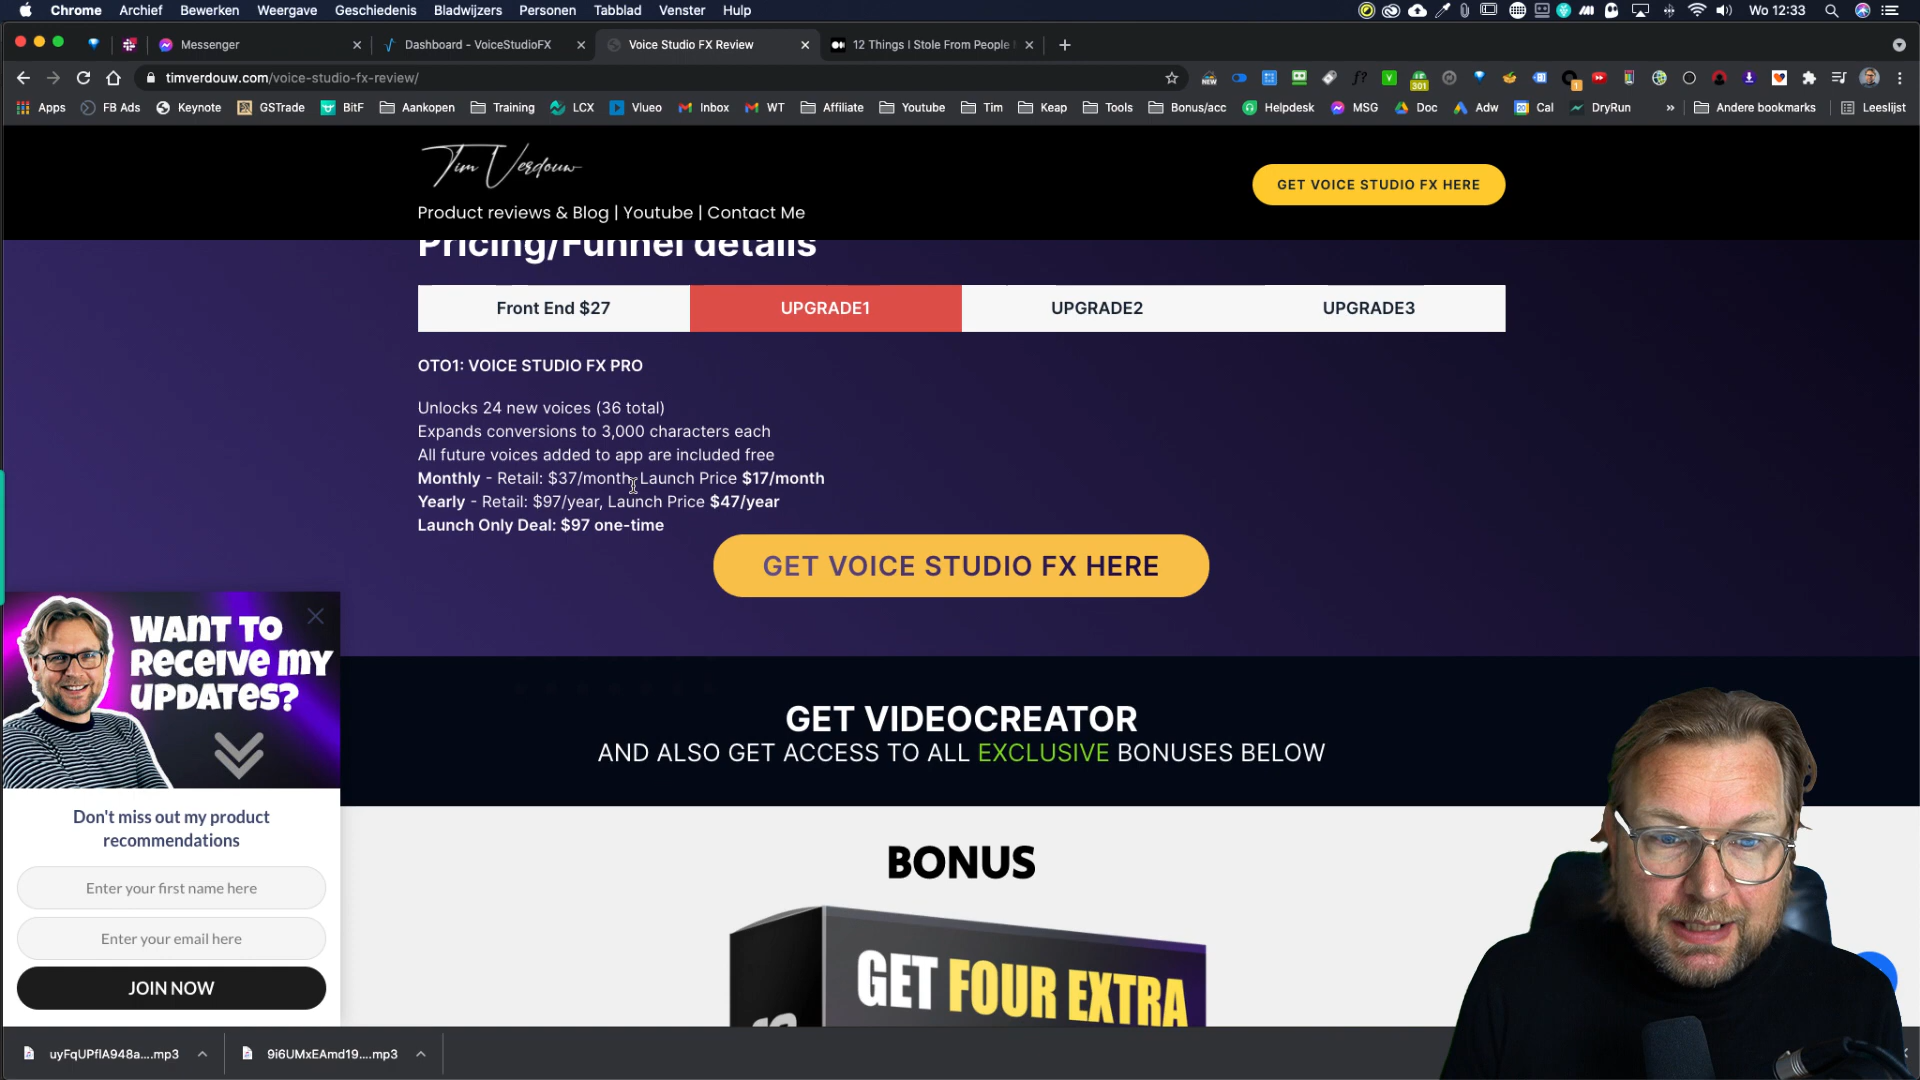 Chrome Archief Bewerken Weergave Geschiedenis Bladwijzers Personen Tabblad Venster Help
Wo 12:33
Messenger
Dashboard - VoiceStudioFX
Voice Studio FX Review
12 Things I Stole From People
timverdouw.com/voice-studio-fx-review/
Apps FB Ads Keynote GSTrade BitF Aankopen Training LCX Vlueo Inbox WT Affiliate Youtube Tim Keap Tools Bonus/acc Helpdesk MSG Doc Adw Cal DryRun » Andere bookmarks Leeslijst
Tim Verdouw
GET VOICE STUDIO FX HERE
Product reviews & Blog | Youtube | Contact Me
Pricing/Funnel details
Front End $27
UPGRADE1
UPGRADE2
UPGRADE3
OTO1: VOICE STUDIO FX PRO
Unlocks 24 new voices (36 total)
Expands conversions to 3,000 characters each
All future voices added to app are included free
Monthly - Retail: $37/month, Launch Price $17/month
Yearly - Retail: $97/year, Launch Price $47/year
Launch Only Deal: $97 one-time
GET VOICE STUDIO FX HERE
WANT TO
RECEIVE MY
UPDATES?
Don't miss out my product
recommendations
Enter your first name here
Enter your email here
JOIN NOW
GET VIDEOCREATOR
AND ALSO GET ACCESS TO ALL EXCLUSIVE BONUSES BELOW
BONUS
GET FOUR EXTRA
uyFqUPflA948a....mp3
9i6UMxEAmd19....mp3